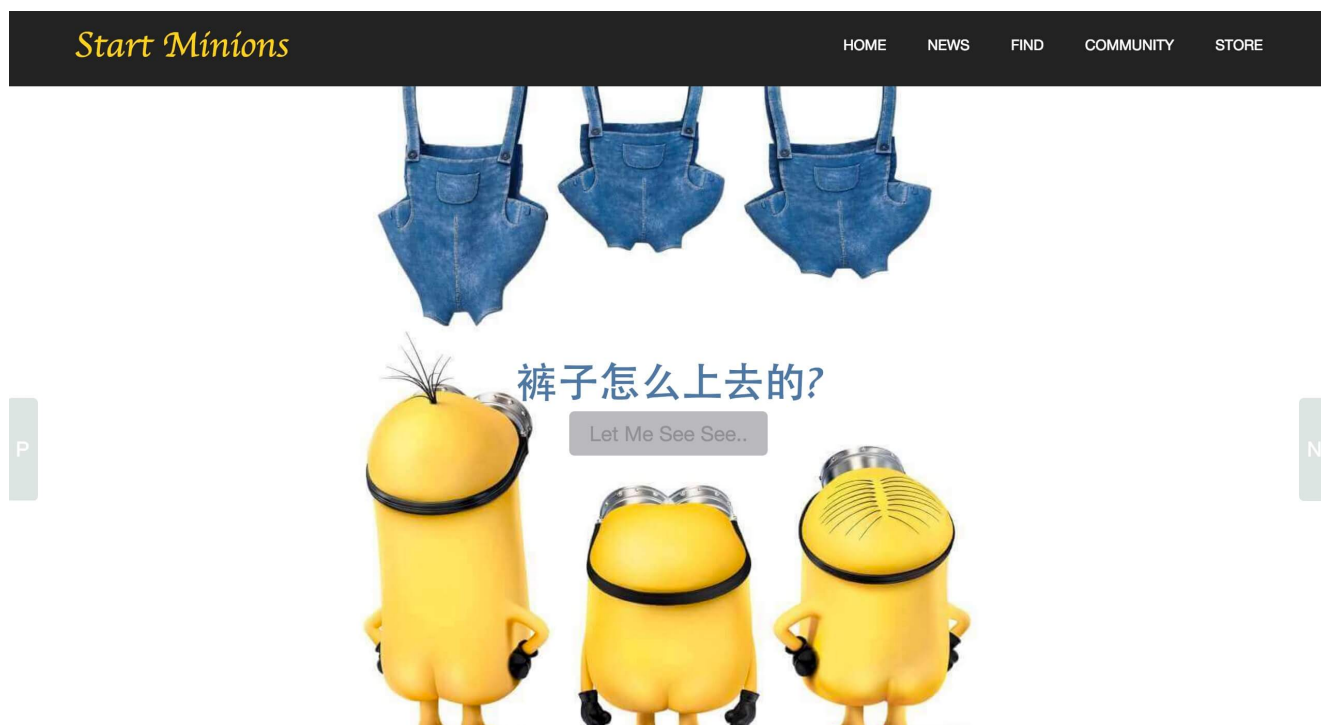 Start Minions
HOME NEWS FIND COMMUNITY STORE
裤子怎么上去的?
Let Me See See..
P
N